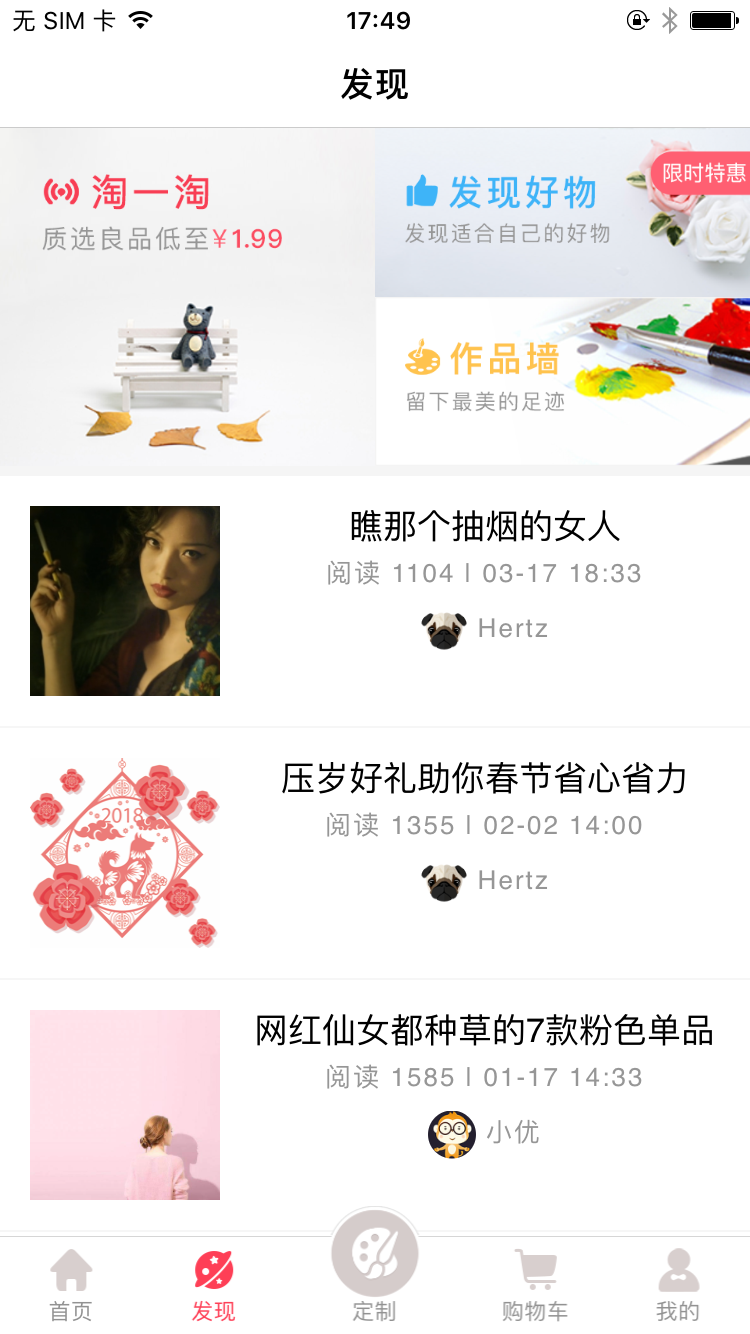 无 SIM 卡
17:49
发现
淘一淘
质选良品低至¥1.99
发现好物
发现适合自己的好物
限时特惠
作品墙
留下最美的足迹
瞧那个抽烟的女人
阅读 1104 | 03-17 18:33
Hertz
2018
压岁好礼助你春节省心省力
阅读 1355 | 02-02 14:00
Hertz
网红仙女都种草的7款粉色单品
阅读 1585 | 01-17 14:33
小优
首页
发现
定制
购物车
我的